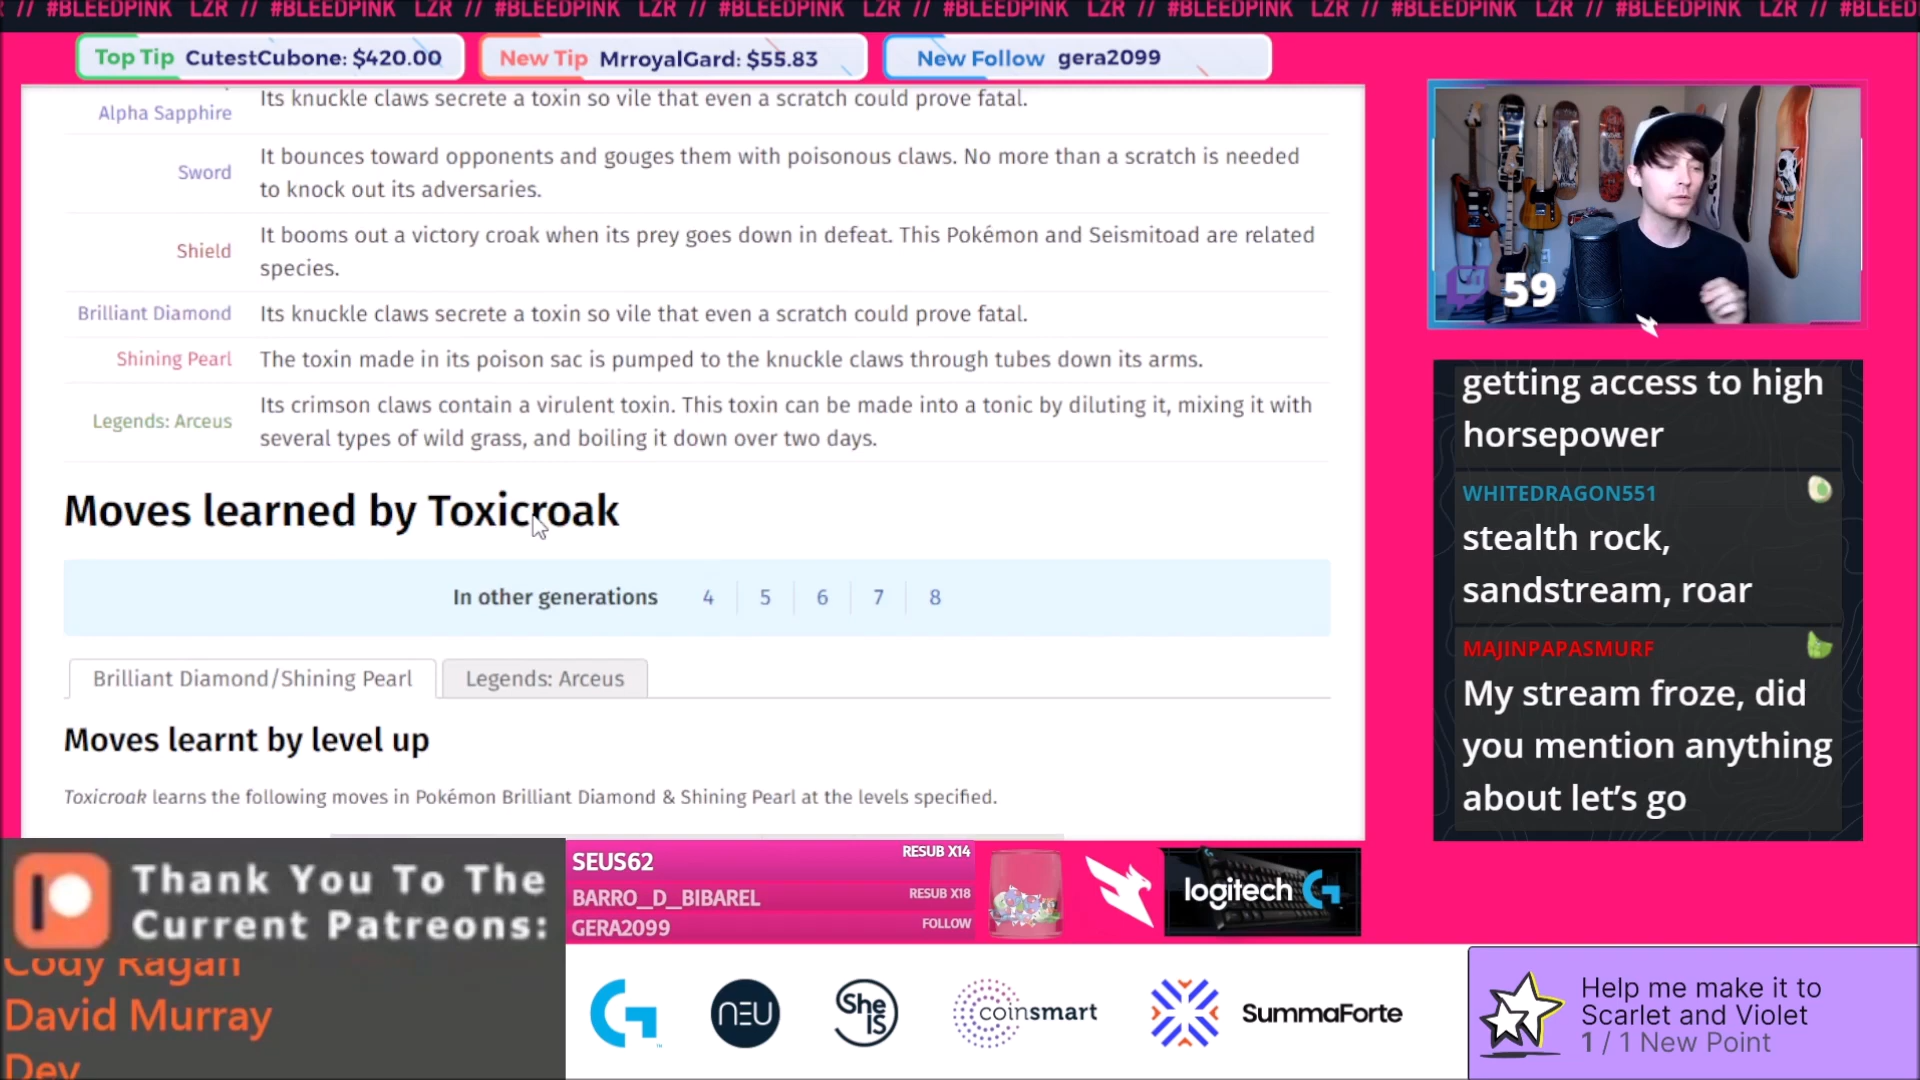 // #BLEEDPINK LZR // #BLEEDPINK LZR // #BLEEDPINK LZR // #BLEEDPINK LZR // #BLEEDPINK LZR // #BLEEDPINK LZR // #BLEEDPINK LZR // #BLEEDPINK LZR // #BLEED
Top Tip CutestCubone: $420.00
New Tip MrroyalGard: $55.83
New Follow gera2099
Alpha Sapphire Its knuckle claws secrete a toxin so vile that even a scratch could prove fatal.
Sword It bounces toward opponents and gouges them with poisonous claws. No more than a scratch is needed
to knock out its adversaries.
Shield It booms out a victory croak when its prey goes down in defeat. This Pokémon and Seismitoad are related
species.
Brilliant Diamond Its knuckle claws secrete a toxin so vile that even a scratch could prove fatal.
Shining Pearl The toxin made in its poison sac is pumped to the knuckle claws through tubes down its arms.
Legends: Arceus Its crimson claws contain a virulent toxin. This toxin can be made into a tonic by diluting it, mixing it with
several types of wild grass, and boiling it down over two days.
Moves learned by Toxicroak
In other generations 4 5 6 7 8
Brilliant Diamond/Shining Pearl Legends: Arceus
Moves learnt by level up
Toxicroak learns the following moves in Pokémon Brilliant Diamond & Shining Pearl at the levels specified.
59
getting access to high
horsepower
WHITEDRAGON551
stealth rock,
sandstream, roar
MAJINPAPASMURF
My stream froze, did
you mention anything
about let's go
Thank You To The
Current Patreons:
Cody Ragan
David Murray
Dev
SEUS62 RESUB X14
BARRO_D_BIBAREL RESUB X18
GERA2099 FOLLOW
logitech G
G
neu
She
is
coinsmart
SummaForte
Help me make it to
Scarlet and Violet
1 / 1 New Point